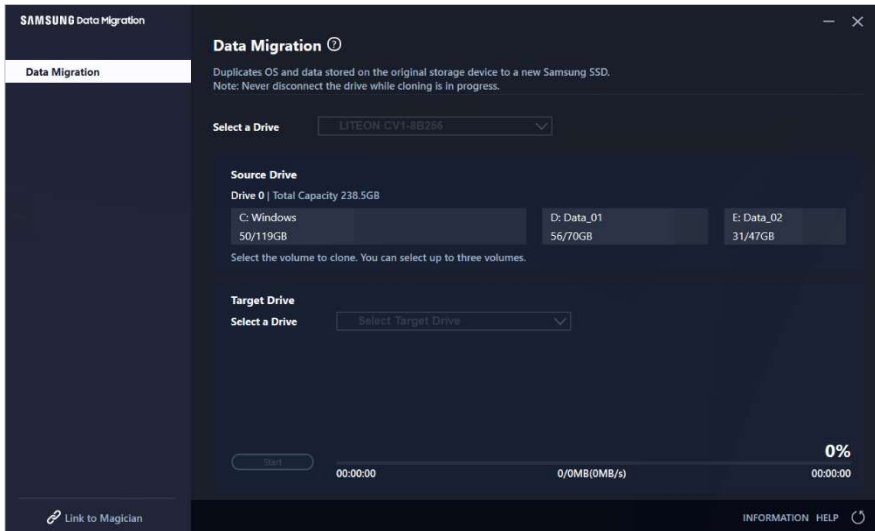 SAMSUNG Data Migration
Data Migration
Data Migration ?
Duplicates OS and data stored on the original storage device to a new Samsung SSD.
Note: Never disconnect the drive while cloning is in progress.
Select a Drive LITEON CV1-8B256
Source Drive
Drive 0 | Total Capacity 238.5GB
C: Windows D: Data_01 E: Data_02
50/119GB 56/70GB 31/47GB
Select the volume to clone. You can select up to three volumes.
Target Drive
Select a Drive Select Target Drive
0%
Start
00:00:00 0/0MB(0MB/s) 00:00:00
Link to Magician
INFORMATION HELP